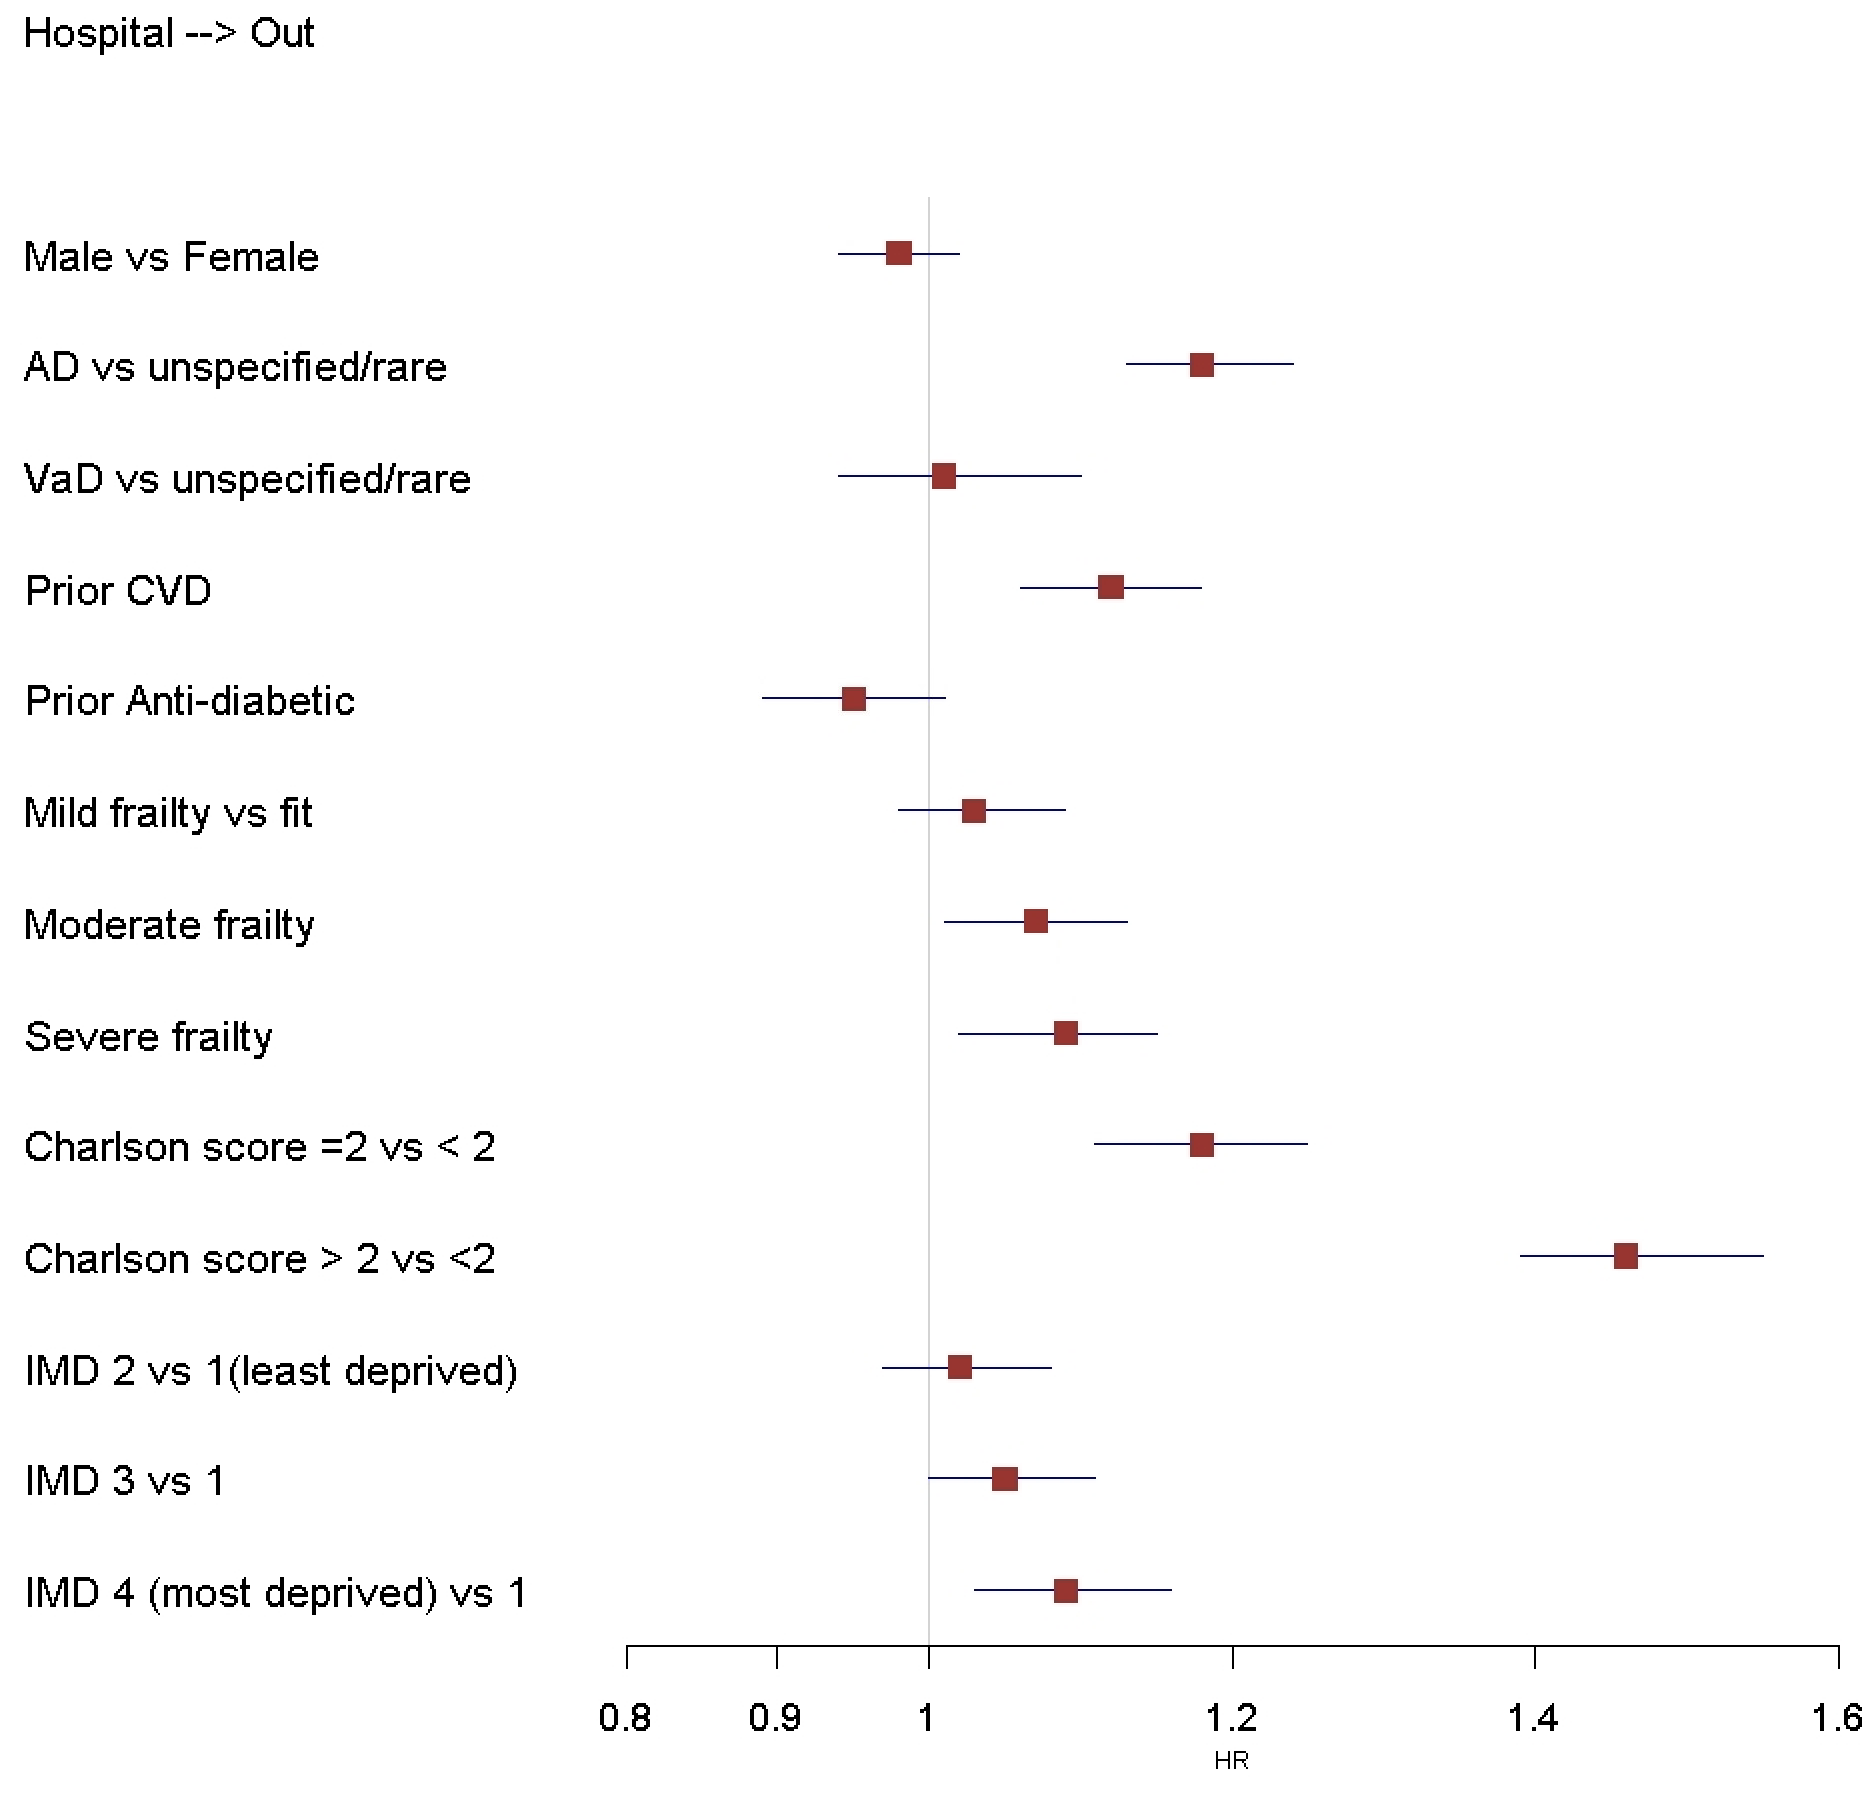 Hospital --> Out
Male vs Female
AD vs unspecified/rare
VaD vs unspecified/rare
Prior CVD
Prior Anti-diabetic
Mild frailty vs fit
Moderate frailty
Severe frailty
Charlson score =2 vs < 2
Charlson score > 2 vs <2
IMD 2 vs 1(least deprived)
IMD 3 vs 1
IMD 4 (most deprived) vs 1
0.8 0.9 1 1.2 1.4 1.6
HR